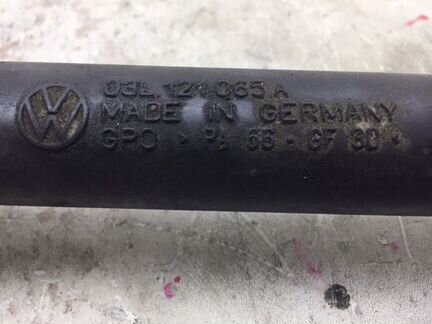 VW
03L 121 065 A
MADE IN GERMANY
GPO > PA 66 - GF 30 <